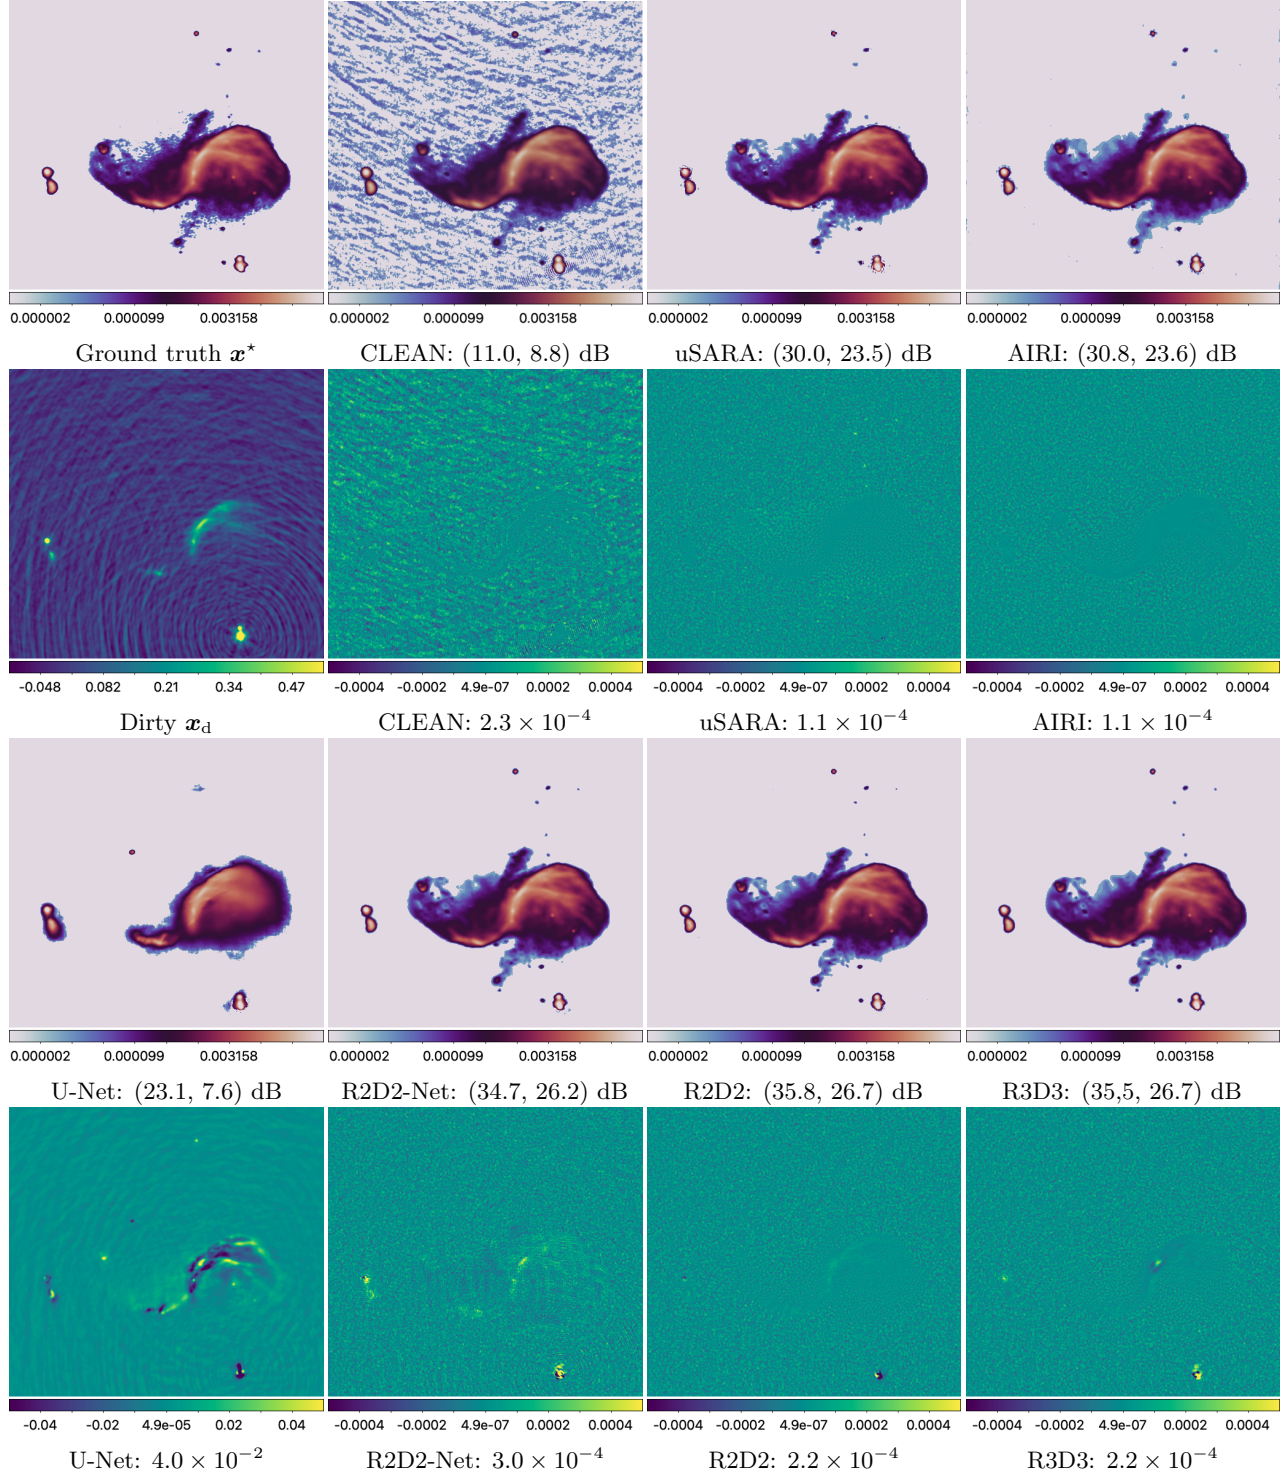 0.000002 0.000099 0.003158 0.000002 0.000099 0.003158 0.000002 0.000099 0.003158 0.000002 0.000099 0.003158
Ground truth x⋆ CLEAN: (11.0, 8.8) dB uSARA: (30.0, 23.5) dB AIRI: (30.8, 23.6) dB
-0.048 0.082 0.21 0.34 0.47 -0.0004 -0.0002 4.9e-07 0.0002 0.0004 -0.0004 -0.0002 4.9e-07 0.0002 0.0004 -0.0004 -0.0002 4.9e-07 0.0002 0.0004
Dirty x_d CLEAN: 2.3 × 10⁻⁴ uSARA: 1.1 × 10⁻⁴ AIRI: 1.1 × 10⁻⁴
0.000002 0.000099 0.003158 0.000002 0.000099 0.003158 0.000002 0.000099 0.003158 0.000002 0.000099 0.003158
U-Net: (23.1, 7.6) dB R2D2-Net: (34.7, 26.2) dB R2D2: (35.8, 26.7) dB R3D3: (35,5, 26.7) dB
-0.04 -0.02 4.9e-05 0.02 0.04 -0.0004 -0.0002 4.9e-07 0.0002 0.0004 -0.0004 -0.0002 4.9e-07 0.0002 0.0004 -0.0004 -0.0002 4.9e-07 0.0002 0.0004
U-Net: 4.0 × 10⁻² R2D2-Net: 3.0 × 10⁻⁴ R2D2: 2.2 × 10⁻⁴ R3D3: 2.2 × 10⁻⁴